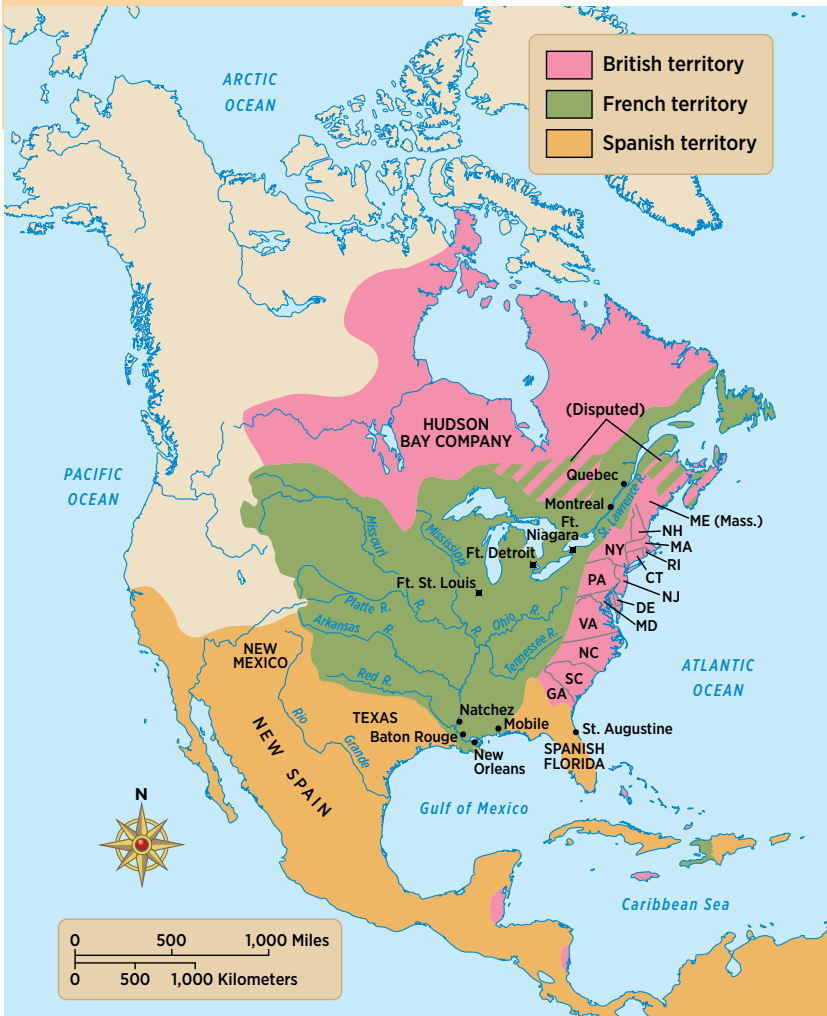 ARCTIC
OCEAN
British territory
French territory
Spanish territory
HUDSON
BAY COMPANY
(Disputed)
PACIFIC
OCEAN
Quebec
Montreal
St. Lawrence R.
Ft.
Niagara
Ft. Detroit
Ft. St. Louis
Missouri
R.
Mississippi
R.
Platte R.
Arkansas
R.
Ohio R.
Tennessee R.
Red R.
ME (Mass.)
NH
MA
RI
CT
NJ
DE
MD
NY
PA
VA
NC
SC
GA
ATLANTIC
OCEAN
NEW
MEXICO
NEW SPAIN
Rio
Grande
TEXAS
Natchez
Baton Rouge
Mobile
New
Orleans
St. Augustine
SPANISH
FLORIDA
Gulf of Mexico
Caribbean Sea
N
0 500 1,000 Miles
0 500 1,000 Kilometers